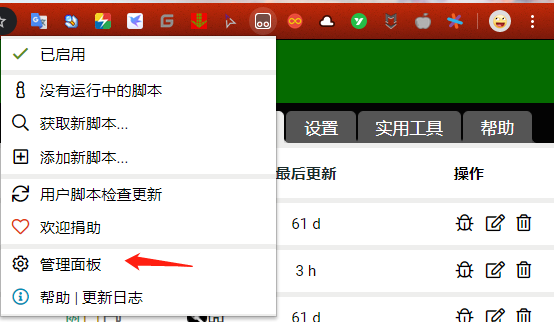 已启用
没有运行中的脚本
获取新脚本...
添加新脚本...
用户脚本检查更新
欢迎捐助
管理面板
帮助 | 更新日志
设置
实用工具
帮助
最后更新
操作
61 d
3 h
61 d